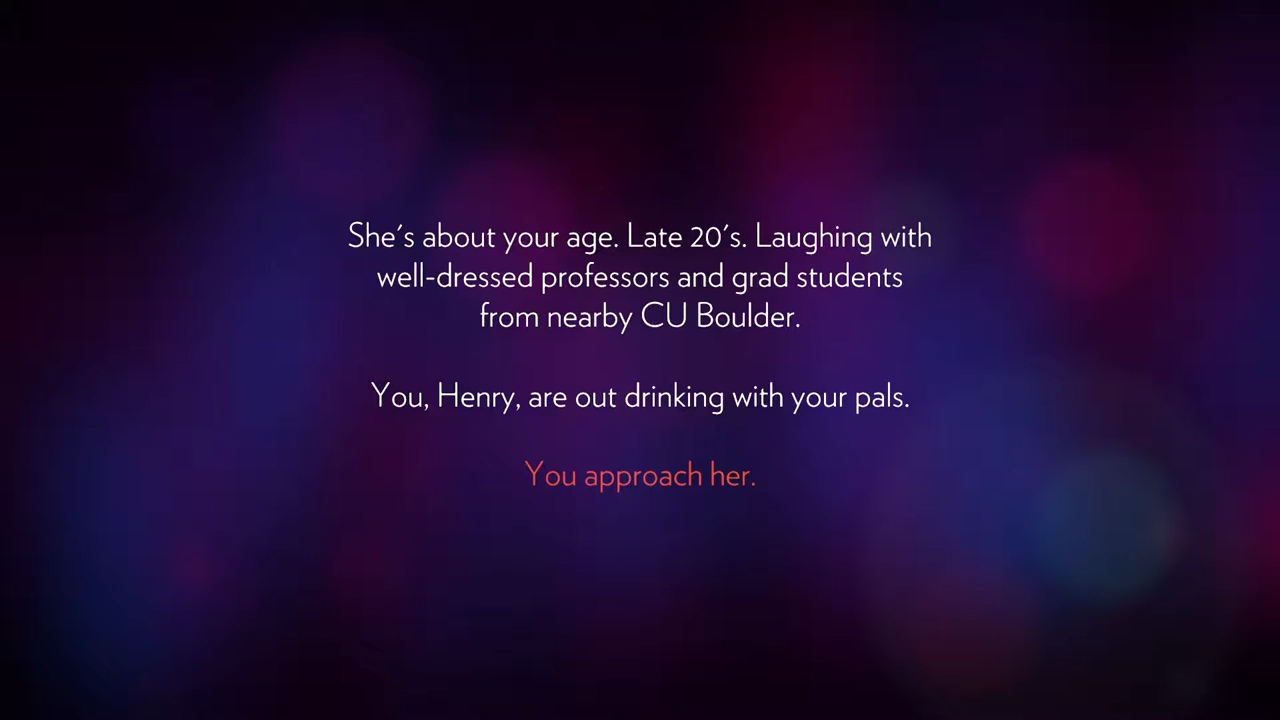 She's about your age. Late 20's. Laughing with
well-dressed professors and grad students
from nearby CU Boulder.
You, Henry, are out drinking with your pals.
You approach her.